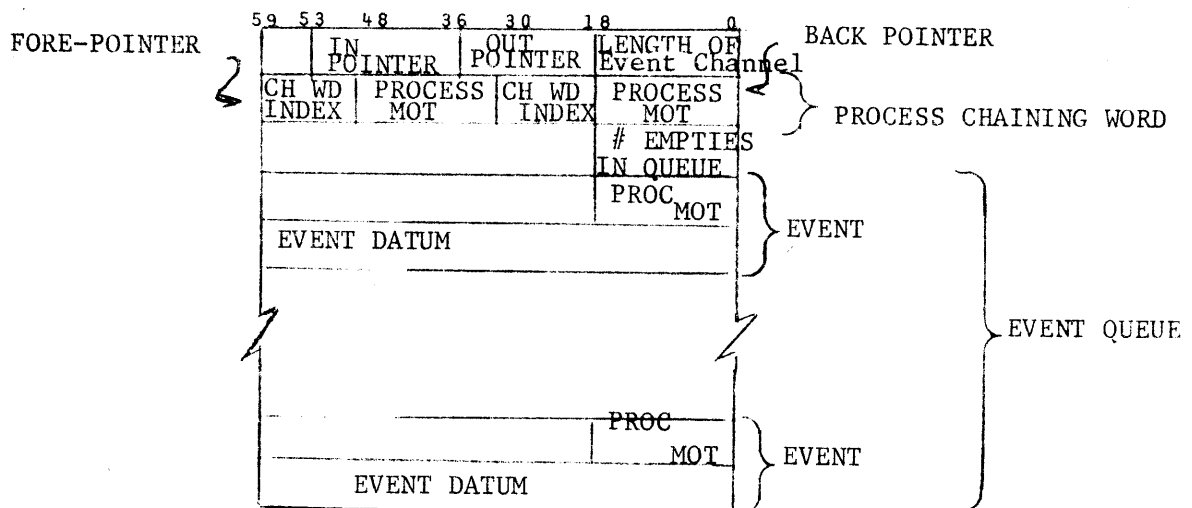 59 53 48 36 30 18 0
FORE-POINTER
IN POINTER
OUT POINTER
LENGTH OF Event Channel
BACK POINTER
CH WD INDEX
PROCESS MOT
CH WD INDEX
PROCESS MOT
PROCESS CHAINING WORD
# EMPTIES IN QUEUE
PROC MOT
EVENT DATUM
EVENT
EVENT QUEUE
PROC MOT
EVENT DATUM
EVENT